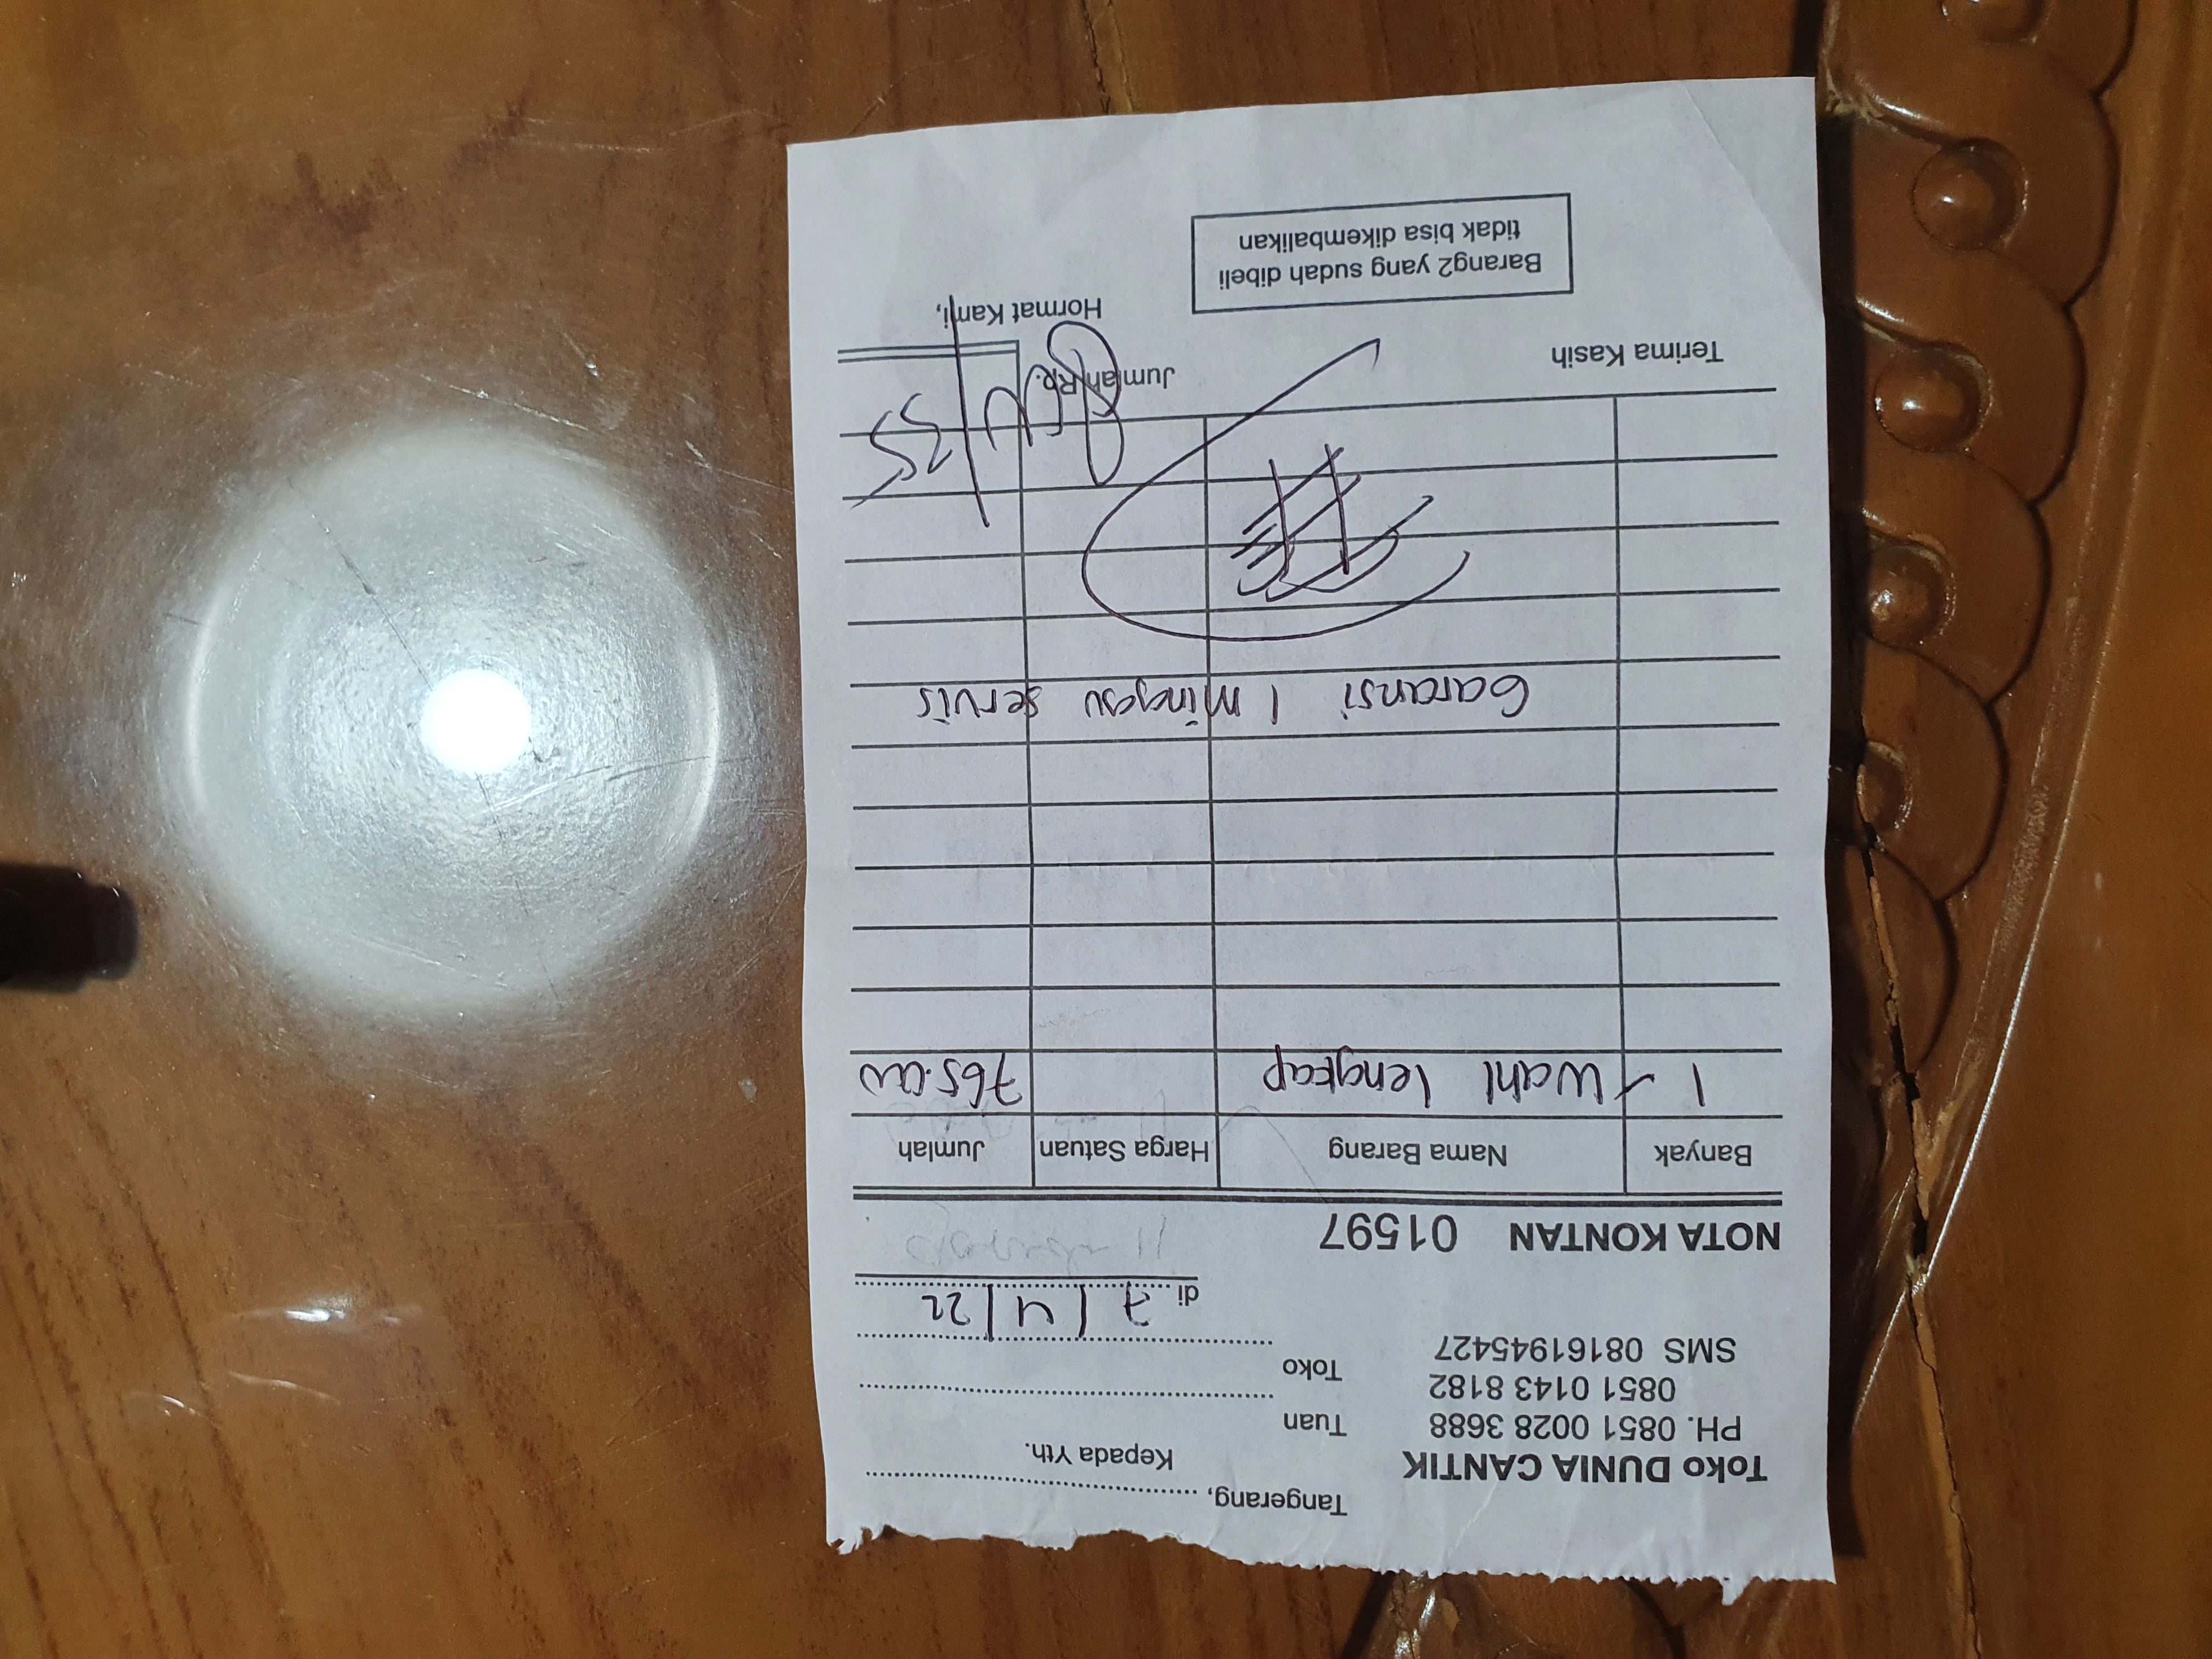 Toko DUNIA CANTIK
PH. 0851 0028 3688
0851 0143 8182
SMS 081619454​27
Tangerang, ....................
Kepada Yth.
Tuan ....................
Toko ....................
di 7/4/22
NOTA KONTAN 01597
Banyak Nama Barang Harga Satuan Jumlah
1 Wahl lengkap 765.000
Garansi 1 minggu servis
Jumlah Rp.
Terima Kasih Hormat Kami,
Barang2 yang sudah dibeli
tidak bisa dikembalikan